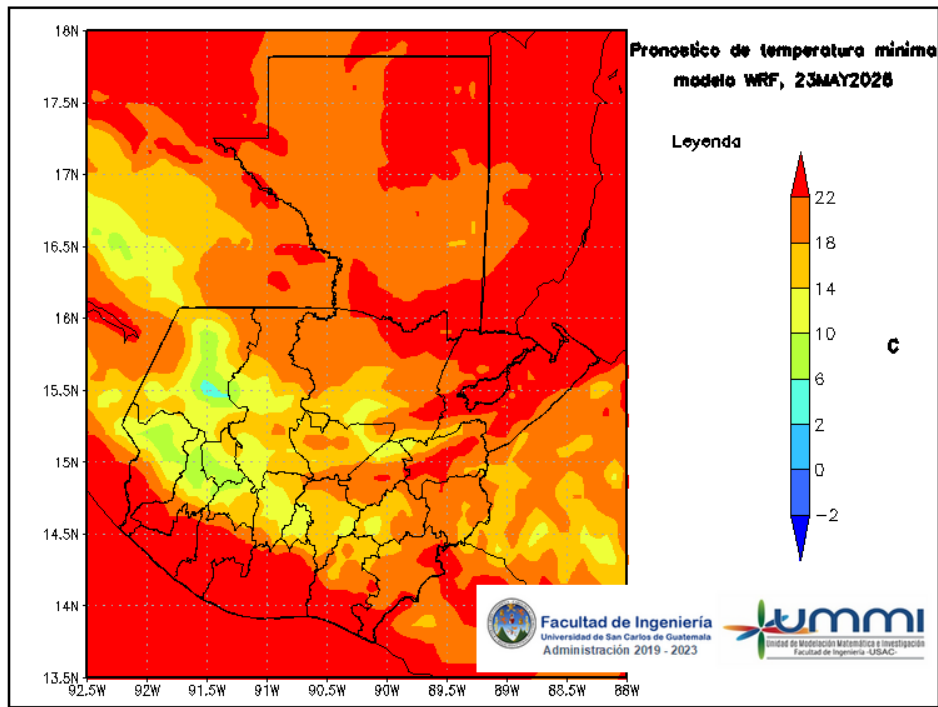 Pronostico de temperatura minima
modelo WRF, 23MAY2026
Leyenda
22
18
14
10
6
2
0
−2
C
18N
17.5N
17N
16.5N
16N
15.5N
15N
14.5N
14N
13.5N
92.5W 92W 91.5W 91W 90.5W 90W 89.5W 89W 88.5W 88W
Facultad de Ingeniería
Universidad de San Carlos de Guatemala
Administración 2019 - 2023
ummi
Unidad de Modelación Matemática e Investigación
Facultad de Ingeniería -USAC-